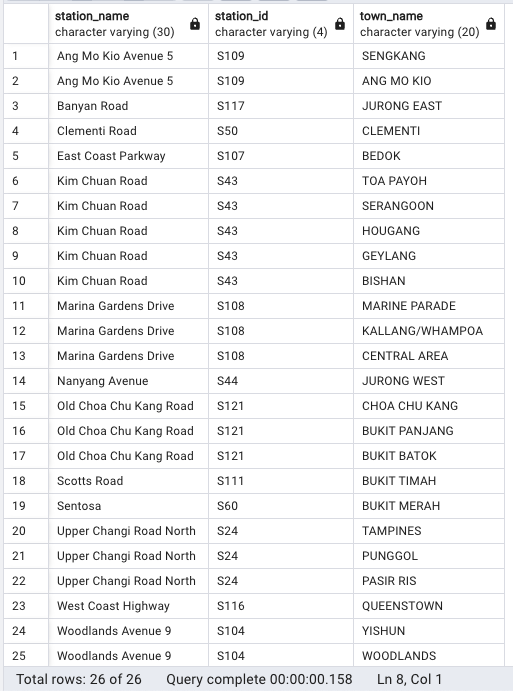 station_name station_id town_name
character varying (30) character varying (4) character varying (20)
1 Ang Mo Kio Avenue 5 S109 SENGKANG
2 Ang Mo Kio Avenue 5 S109 ANG MO KIO
3 Banyan Road S117 JURONG EAST
4 Clementi Road S50 CLEMENTI
5 East Coast Parkway S107 BEDOK
6 Kim Chuan Road S43 TOA PAYOH
7 Kim Chuan Road S43 SERANGOON
8 Kim Chuan Road S43 HOUGANG
9 Kim Chuan Road S43 GEYLANG
10 Kim Chuan Road S43 BISHAN
11 Marina Gardens Drive S108 MARINE PARADE
12 Marina Gardens Drive S108 KALLANG/WHAMPOA
13 Marina Gardens Drive S108 CENTRAL AREA
14 Nanyang Avenue S44 JURONG WEST
15 Old Choa Chu Kang Road S121 CHOA CHU KANG
16 Old Choa Chu Kang Road S121 BUKIT PANJANG
17 Old Choa Chu Kang Road S121 BUKIT BATOK
18 Scotts Road S111 BUKIT TIMAH
19 Sentosa S60 BUKIT MERAH
20 Upper Changi Road North S24 TAMPINES
21 Upper Changi Road North S24 PUNGGOL
22 Upper Changi Road North S24 PASIR RIS
23 West Coast Highway S116 QUEENSTOWN
24 Woodlands Avenue 9 S104 YISHUN
25 Woodlands Avenue 9 S104 WOODLANDS
Total rows: 26 of 26 Query complete 00:00:00.158 Ln 8, Col 1